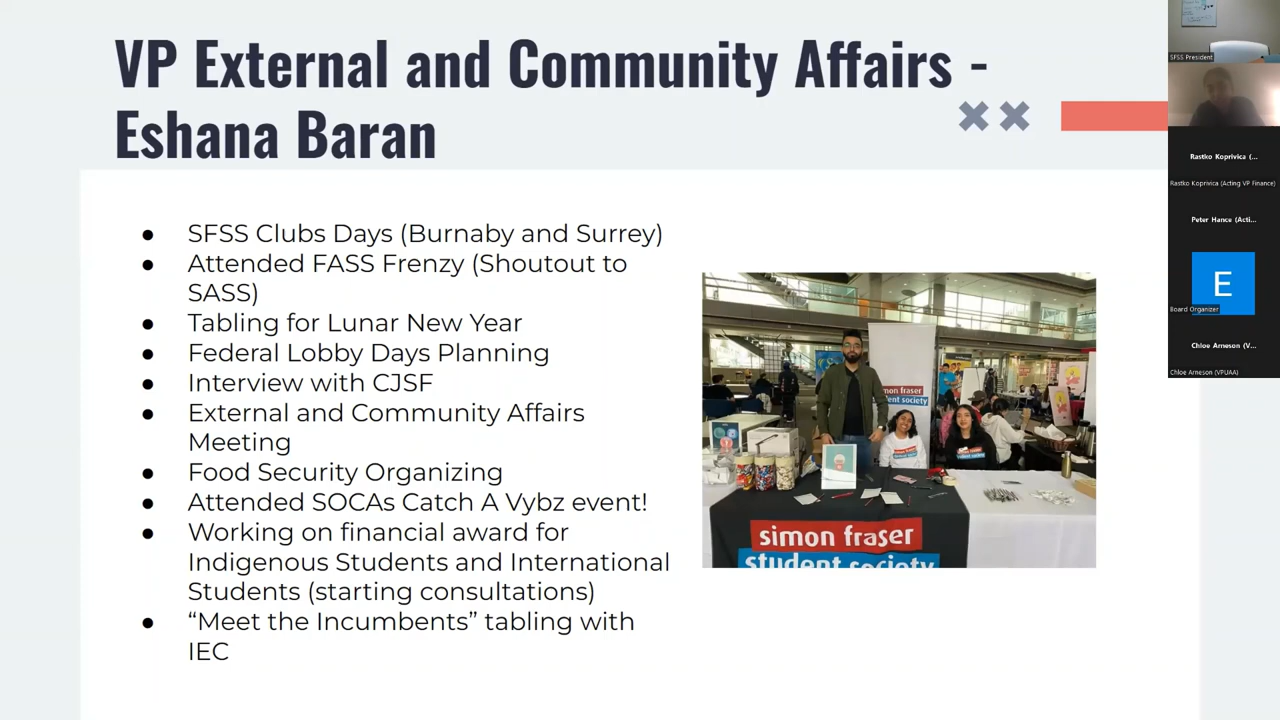 VP External and Community Affairs -
Eshana Baran
● SFSS Clubs Days (Burnaby and Surrey)
● Attended FASS Frenzy (Shoutout to
SASS)
● Tabling for Lunar New Year
● Federal Lobby Days Planning
● Interview with CJSF
● External and Community Affairs
Meeting
● Food Security Organizing
● Attended SOCAs Catch A Vybz event!
● Working on financial award for
Indigenous Students and International
Students (starting consultations)
● “Meet the Incumbents” tabling with
IEC
mon fraser
dent society
simon fraser
student society
SFSS President
Rastko Koprivica (...
Rastko Koprivica (Acting VP Finance)
Peter Hance (Acti...
E
Board Organizer
Chloe Arneson (V...
Chloe Arneson (VPUAA)